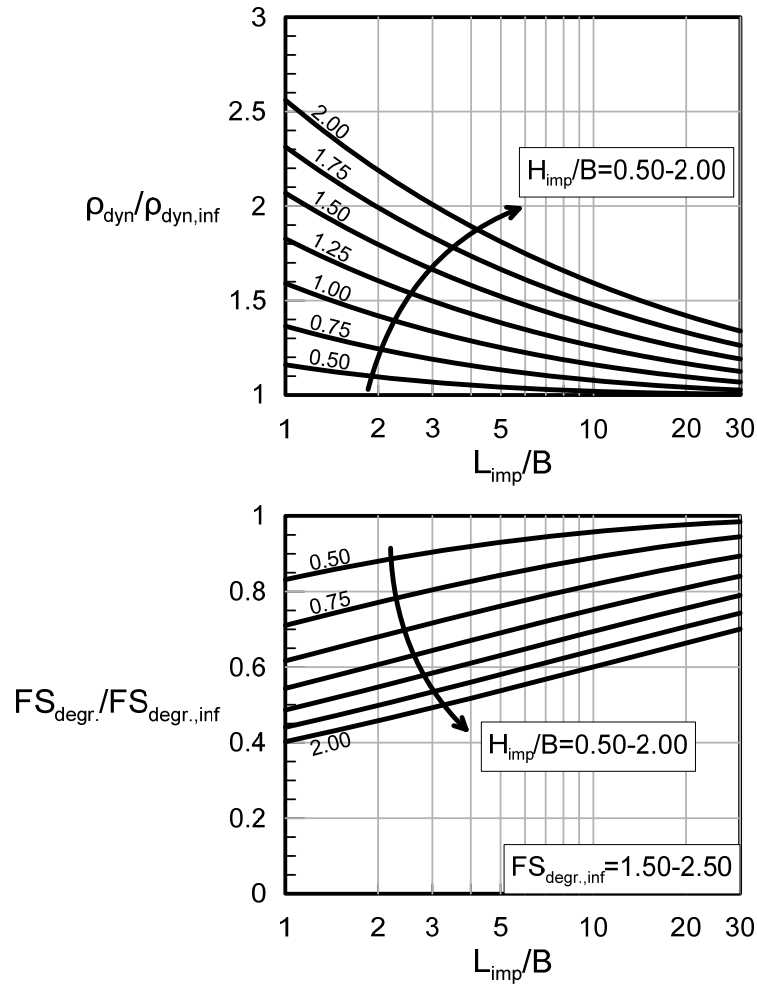 3
2.5
2
1.5
1
ρdyn/ρdyn,inf
2.00
1.75
1.50
1.25
1.00
0.75
0.50
Himp/B=0.50-2.00
1 2 3 5 10 20 30
Limp/B
1
0.8
0.6
0.4
0.2
0
FSdegr./FSdegr.,inf
0.50
0.75
2.00
Himp/B=0.50-2.00
FSdegr.,inf=1.50-2.50
1 2 3 5 10 20 30
Limp/B